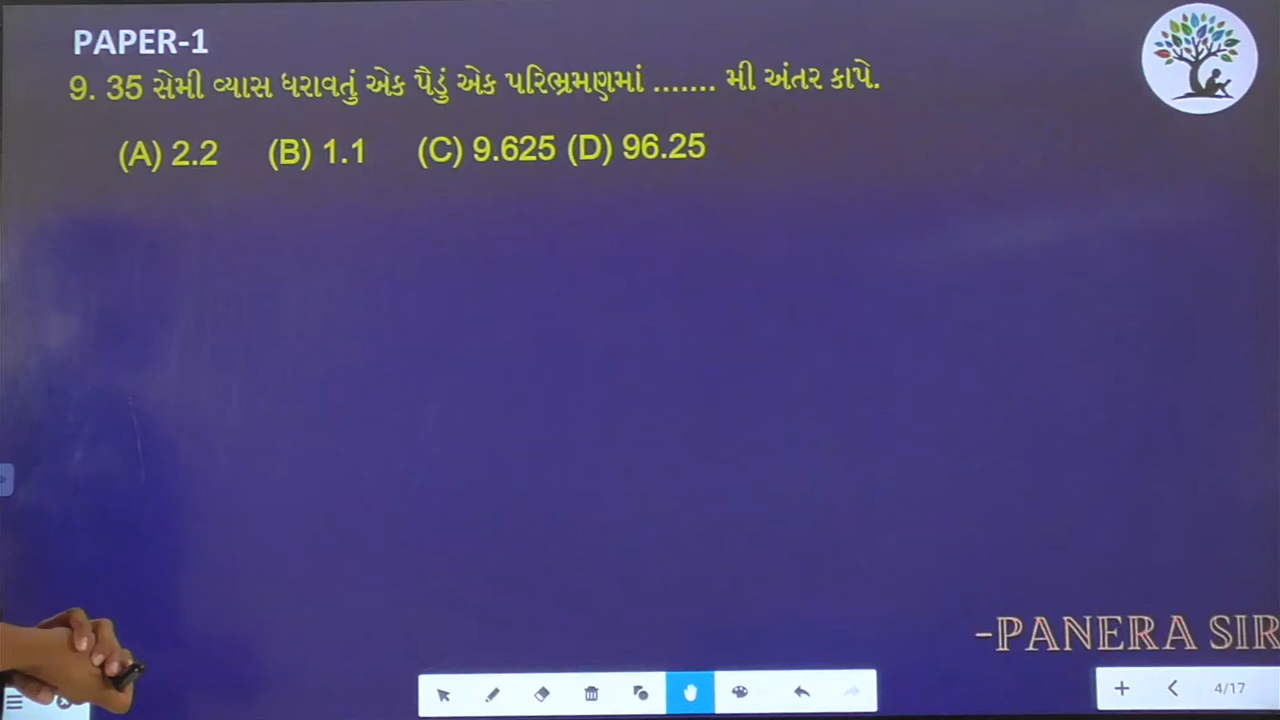 PAPER-1
9. 35 સેમી વ્યાસ ધરાવતું એક પૈડું એક પરિભ્રમણમાં ....... મી અંતર કાપે.
(A) 2.2 (B) 1.1 (C) 9.625 (D) 96.25
-PANERA SIR
4/17